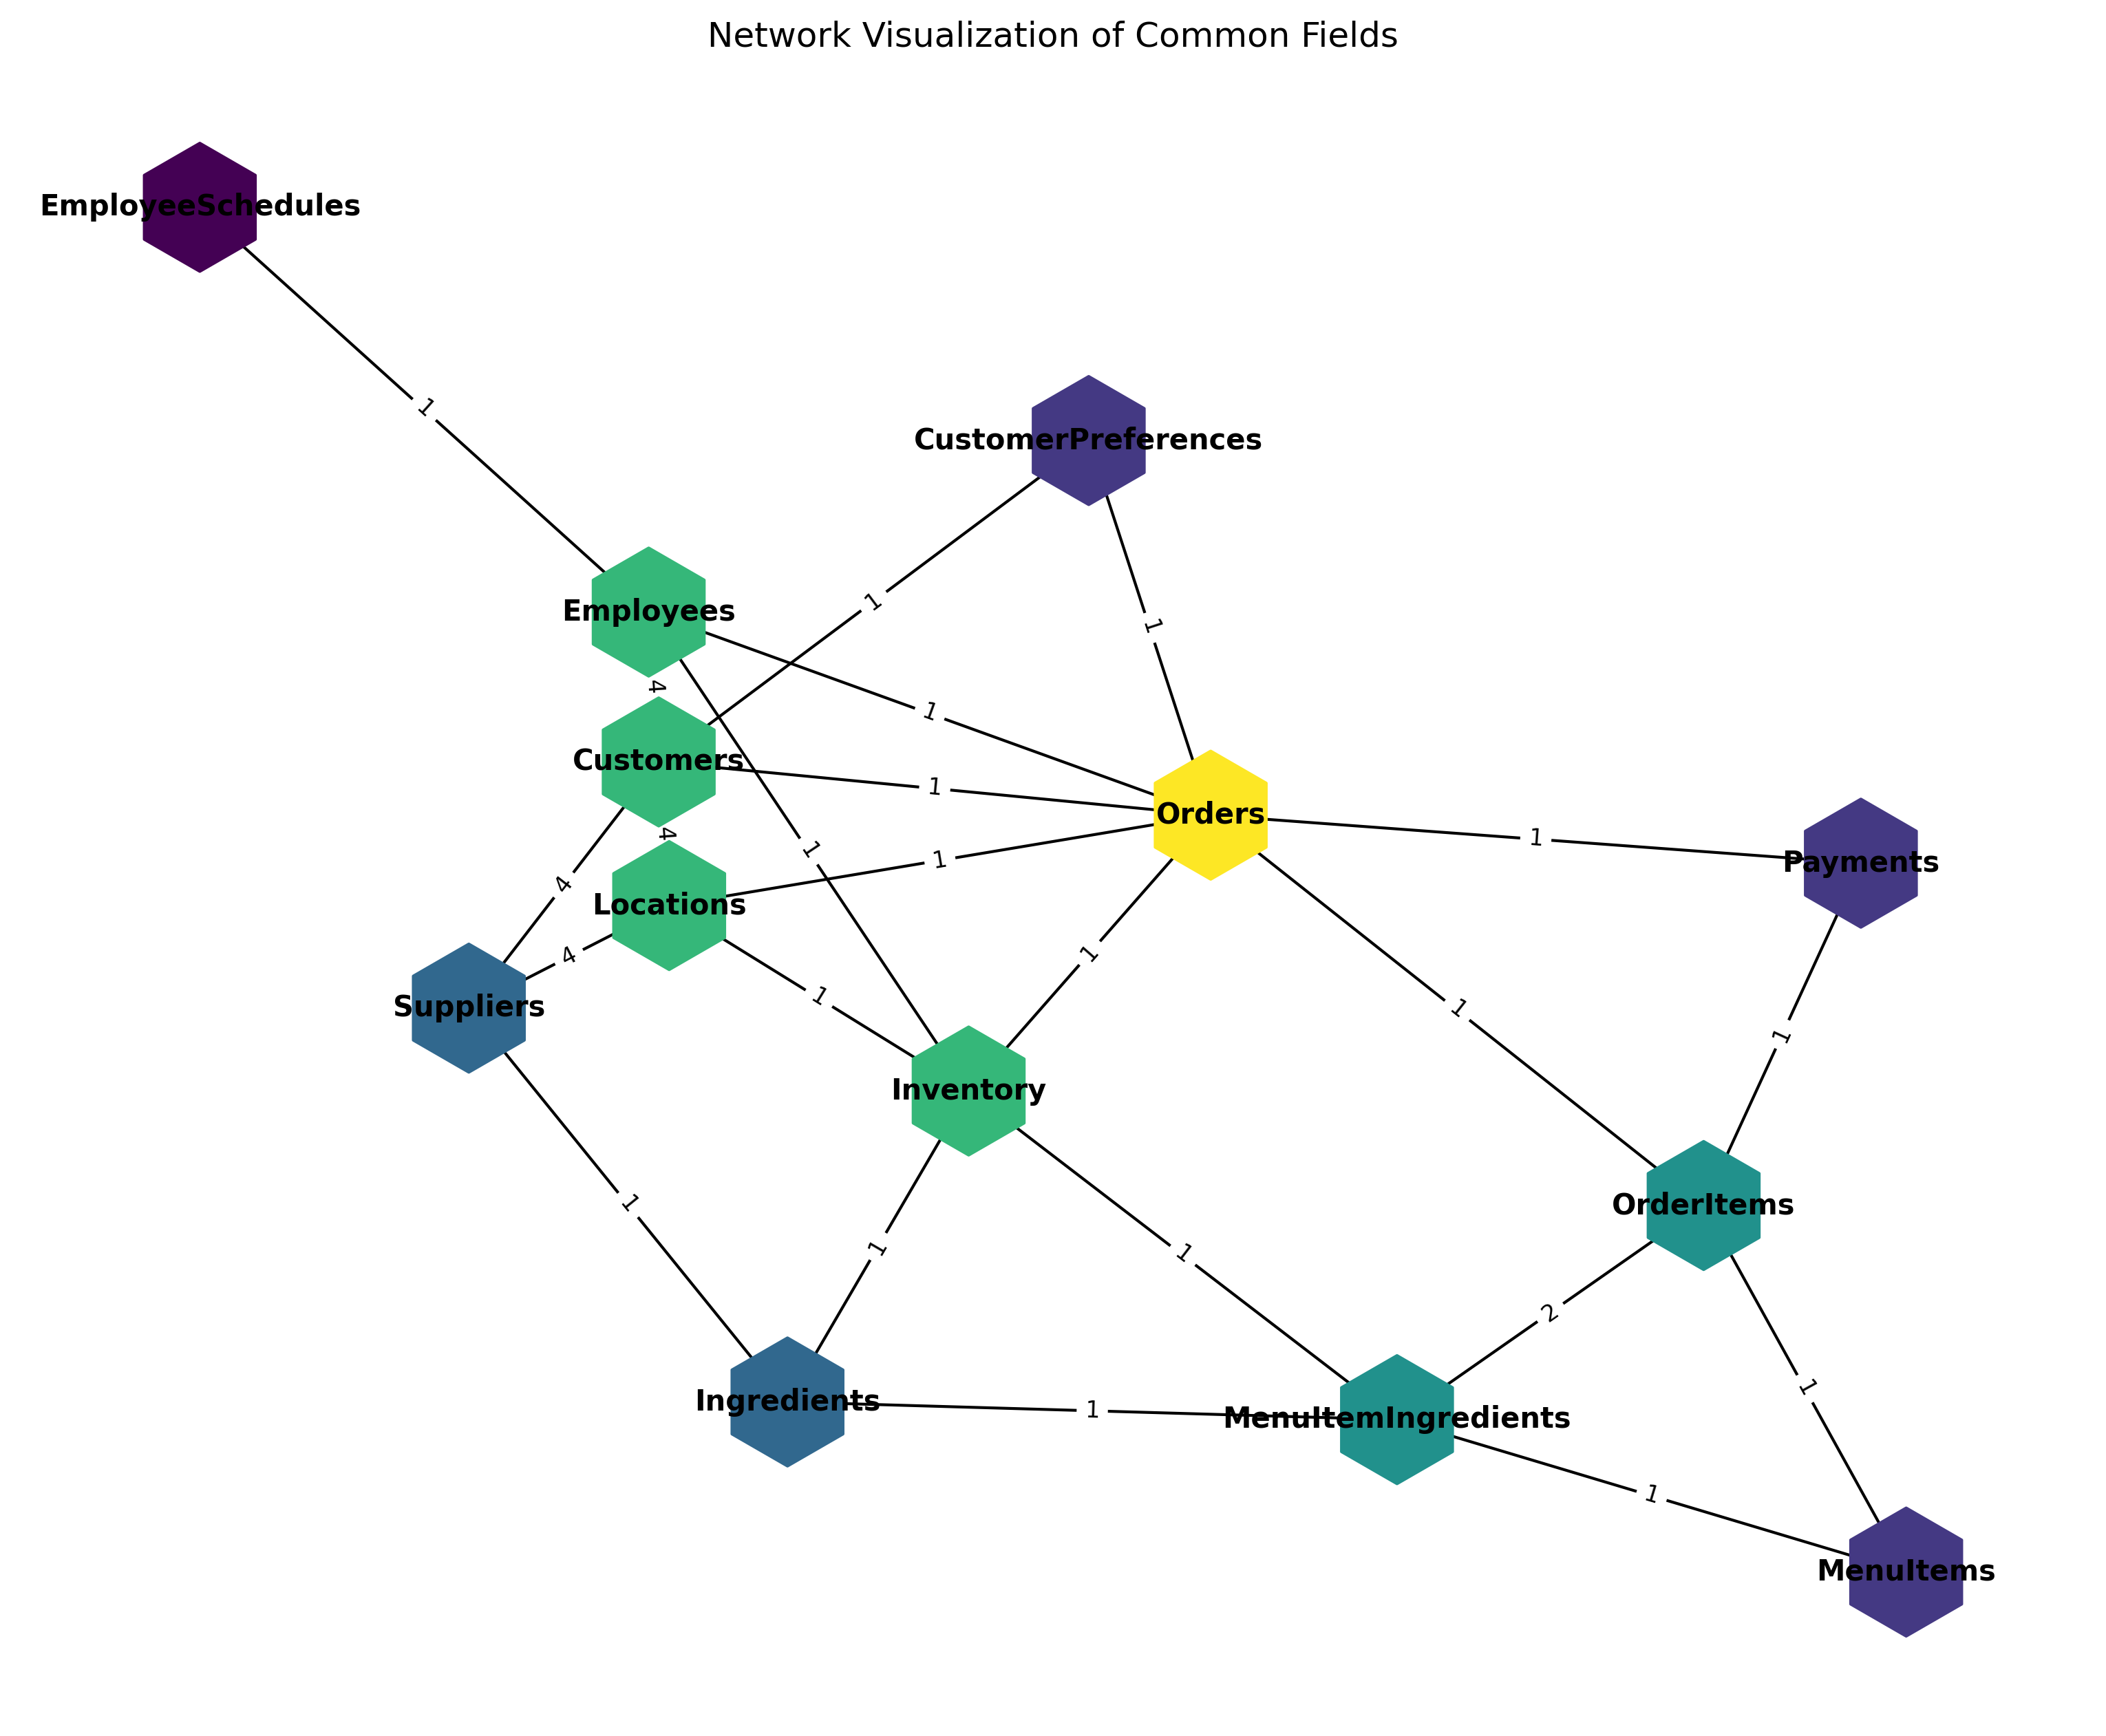 Network Visualization of Common Fields
EmployeeSchedules
1
CustomerPreferences
1
Employees
1
4
1
Customers
1
Orders
4
1
1
1
Payments
4
Locations
4
1
1
Suppliers
1
1
Inventory
1
1
OrderItems
1
1
2
1
Ingredients
1
MenuItemIngredients
1
MenuItems